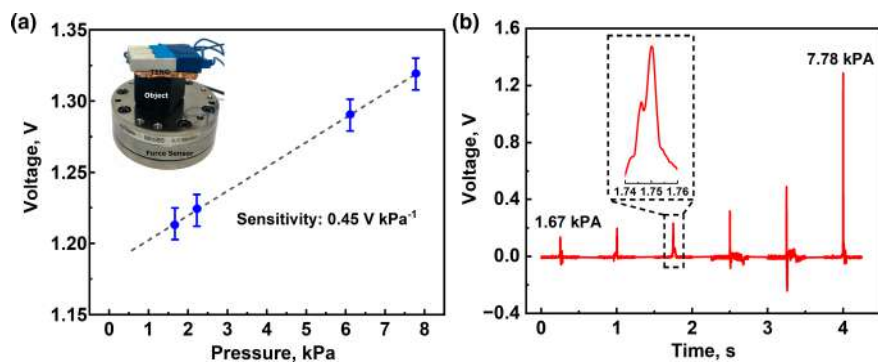 (a)
1.35
1.30
1.25
1.20
1.15
Voltage, V
TENG
Object
Force Sensor
Sensitivity: 0.45 V kPa⁻¹
0 1 2 3 4 5 6 7 8
Pressure, kPa
(b)
1.6
1.2
0.8
0.4
0.0
−0.4
Voltage, V
1.74 1.75 1.76
1.67 kPA
7.78 kPA
0 1 2 3 4
Time, s